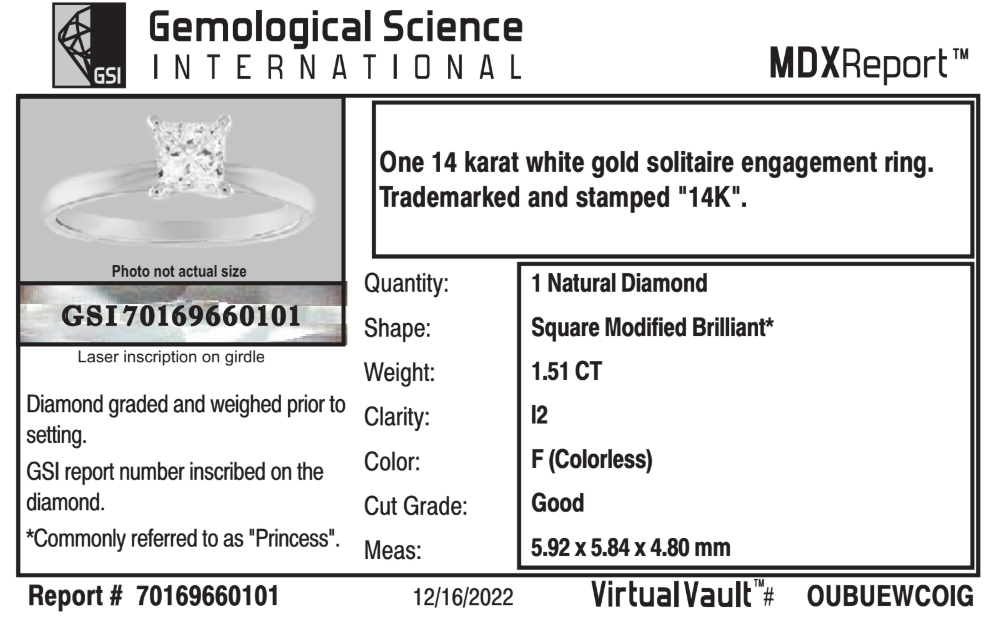 GSI
Gemological Science
INTERNATIONAL
MDXReport™
Photo not actual size
GSI70169660101
Laser inscription on girdle
Diamond graded and weighed prior to
setting.
GSI report number inscribed on the
diamond.
*Commonly referred to as "Princess".
One 14 karat white gold solitaire engagement ring.
Trademarked and stamped "14K".
Quantity: 1 Natural Diamond
Shape: Square Modified Brilliant*
Weight: 1.51 CT
Clarity: I2
Color: F (Colorless)
Cut Grade: Good
Meas: 5.92 x 5.84 x 4.80 mm
Report # 70169660101 12/16/2022 VirtualVault™# OUBUEWCOIG